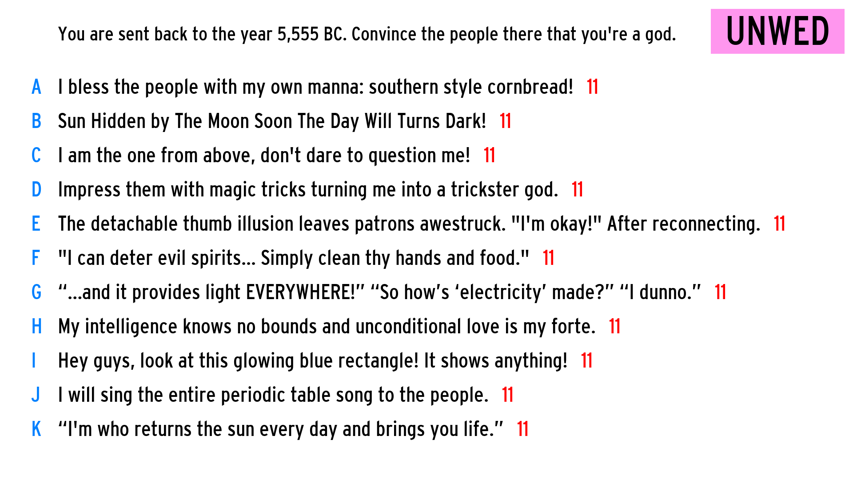 You are sent back to the year 5,555 BC. Convince the people there that you're a god.
UNWED
A I bless the people with my own manna: southern style cornbread! 11
B Sun Hidden by The Moon Soon The Day Will Turns Dark! 11
C I am the one from above, don't dare to question me! 11
D Impress them with magic tricks turning me into a trickster god. 11
E The detachable thumb illusion leaves patrons awestruck. "I'm okay!" After reconnecting. 11
F "I can deter evil spirits... Simply clean thy hands and food." 11
G “...and it provides light EVERYWHERE!” “So how’s ‘electricity’ made?” “I dunno.” 11
H My intelligence knows no bounds and unconditional love is my forte. 11
I Hey guys, look at this glowing blue rectangle! It shows anything! 11
J I will sing the entire periodic table song to the people. 11
K “I'm who returns the sun every day and brings you life.” 11